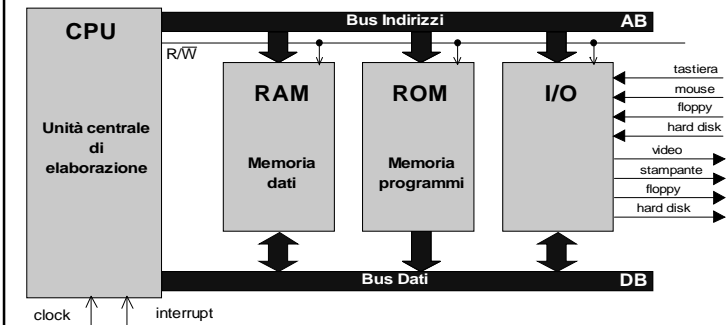 Bus Indirizzi AB
CPU
R/W̅
RAM ROM I/O
tastiera
mouse
floppy
hard disk
video
stampante
floppy
hard disk
Unità centrale
di
elaborazione
Memoria
dati
Memoria
programmi
Bus Dati DB
clock interrupt